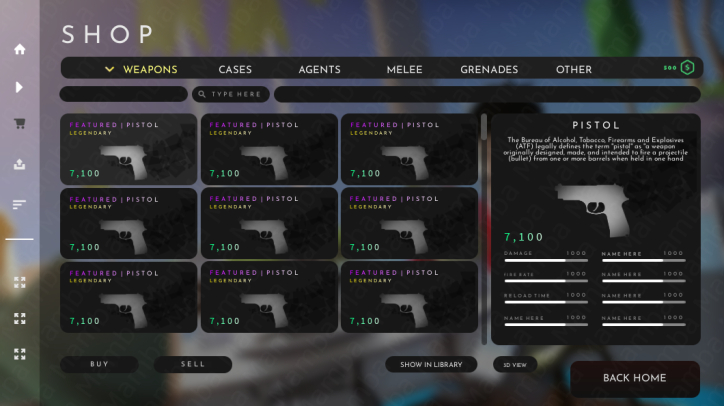 SHOP
WEAPONS CASES AGENTS MELEE GRENADES OTHER 500 $
TYPE HERE
FEATURED | PISTOL FEATURED | PISTOL FEATURED | PISTOL
LEGENDARY LEGENDARY LEGENDARY
7,100 7,100 7,100
FEATURED | PISTOL FEATURED | PISTOL FEATURED | PISTOL
LEGENDARY LEGENDARY LEGENDARY
7,100 7,100 7,100
FEATURED | PISTOL FEATURED | PISTOL FEATURED | PISTOL
LEGENDARY LEGENDARY LEGENDARY
7,100 7,100 7,100
PISTOL
The Bureau of Alcohol, Tobacco, Firearms and Explosives
(ATF) legally defines the term "pistol" as "a weapon
originally designed, made, and intended to fire a projectile
(bullet) from one or more barrels when held in one hand
7,100
DAMAGE 1000 NAME HERE 1000
FIRE RATE 1000 NAME HERE 1000
RELOAD TIME 1000 NAME HERE 1000
NAME HERE 1000 NAME HERE 1000
BUY SELL SHOW IN LIBRARY 3D VIEW
BACK HOME